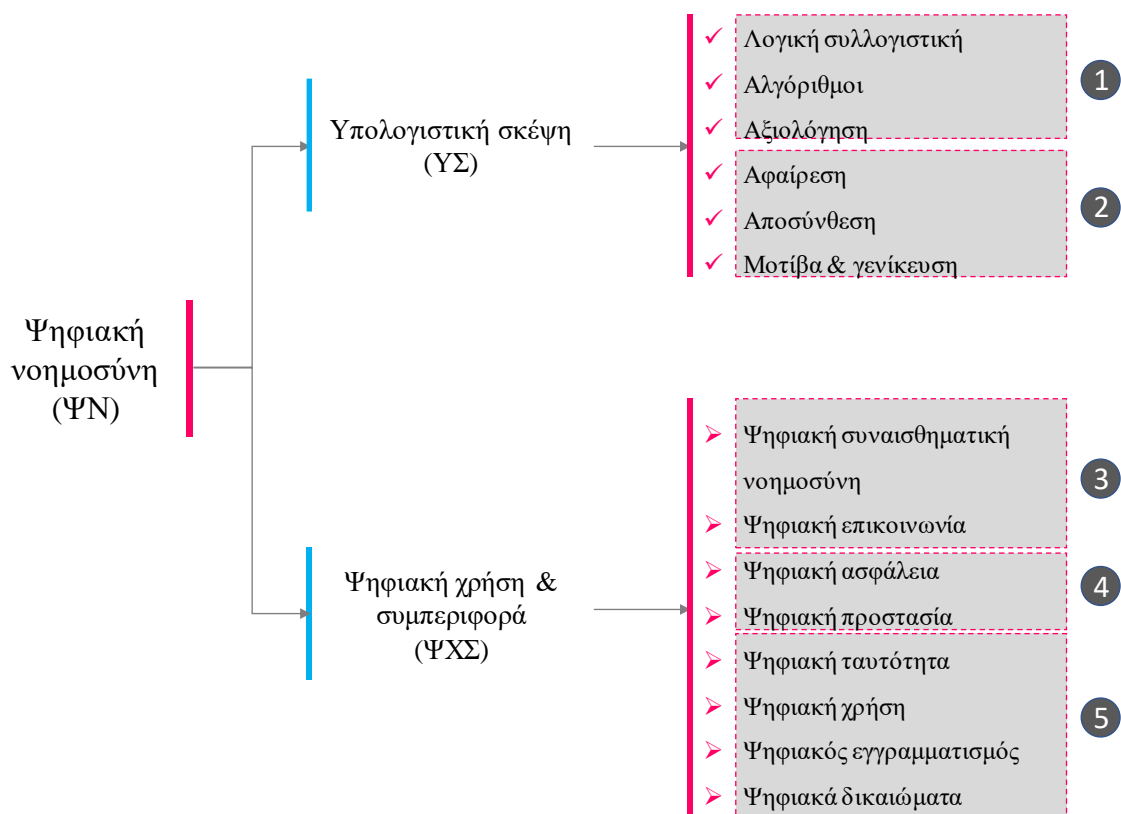 Ψηφιακή
νοημοσύνη
(ΨΝ)
Υπολογιστική σκέψη
(ΥΣ)
Λογική συλλογιστική
Αλγόριθμοι
Αξιολόγηση
1
Αφαίρεση
Αποσύνθεση
Μοτίβα & γενίκευση
2
Ψηφιακή χρήση &
συμπεριφορά
(ΨΧΣ)
Ψηφιακή συναισθηματική
νοημοσύνη
Ψηφιακή επικοινωνία
3
Ψηφιακή ασφάλεια
Ψηφιακή προστασία
4
Ψηφιακή ταυτότητα
Ψηφιακή χρήση
Ψηφιακός εγγραμματισμός
Ψηφιακά δικαιώματα
5